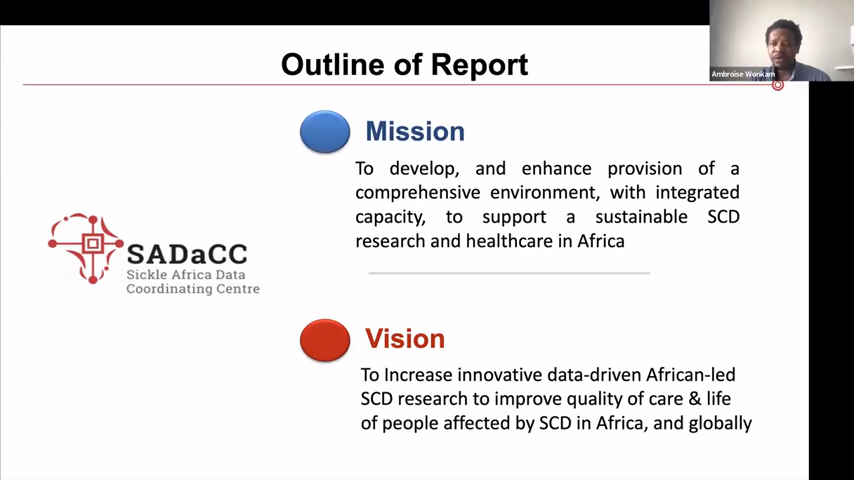 Outline of Report
Ambroise Wonkam
Mission
To develop, and enhance provision of a
comprehensive environment, with integrated
capacity, to support a sustainable SCD
research and healthcare in Africa
SADaCC
Sickle Africa Data
Coordinating Centre
Vision
To Increase innovative data-driven African-led
SCD research to improve quality of care & life
of people affected by SCD in Africa, and globally